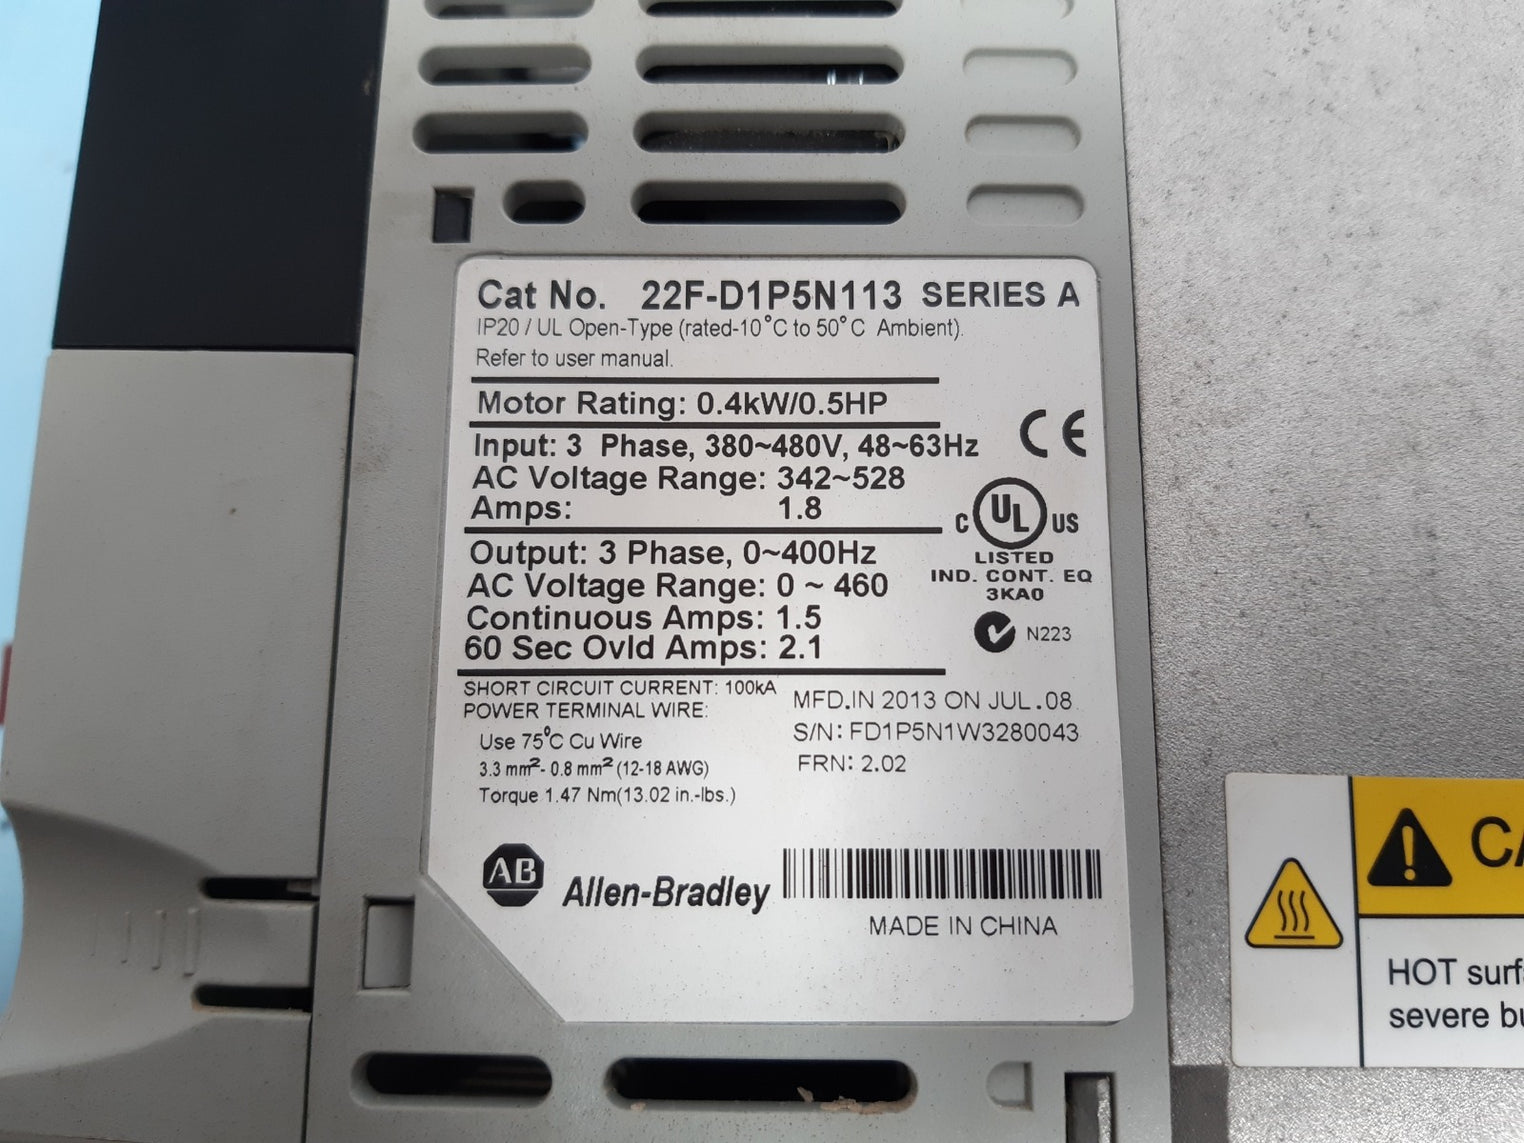 Cat No. 22F-D1P5N113 SERIES A
IP20 / UL Open-Type (rated-10°C to 50°C Ambient).
Refer to user manual.
Motor Rating: 0.4kW/0.5HP
Input: 3 Phase, 380~480V, 48~63Hz
AC Voltage Range: 342~528
Amps: 1.8
CE
C UL US
LISTED
IND. CONT. EQ
3KA0
N223
Output: 3 Phase, 0~400Hz
AC Voltage Range: 0 ~ 460
Continuous Amps: 1.5
60 Sec Ovld Amps: 2.1
SHORT CIRCUIT CURRENT: 100kA
POWER TERMINAL WIRE:
Use 75°C Cu Wire
3.3 mm²- 0.8 mm² (12-18 AWG)
Torque 1.47 Nm(13.02 in.-lbs.)
MFD.IN 2013 ON JUL.08
S/N: FD1P5N1W3280043
FRN: 2.02
AB Allen-Bradley
MADE IN CHINA
HOT
severe